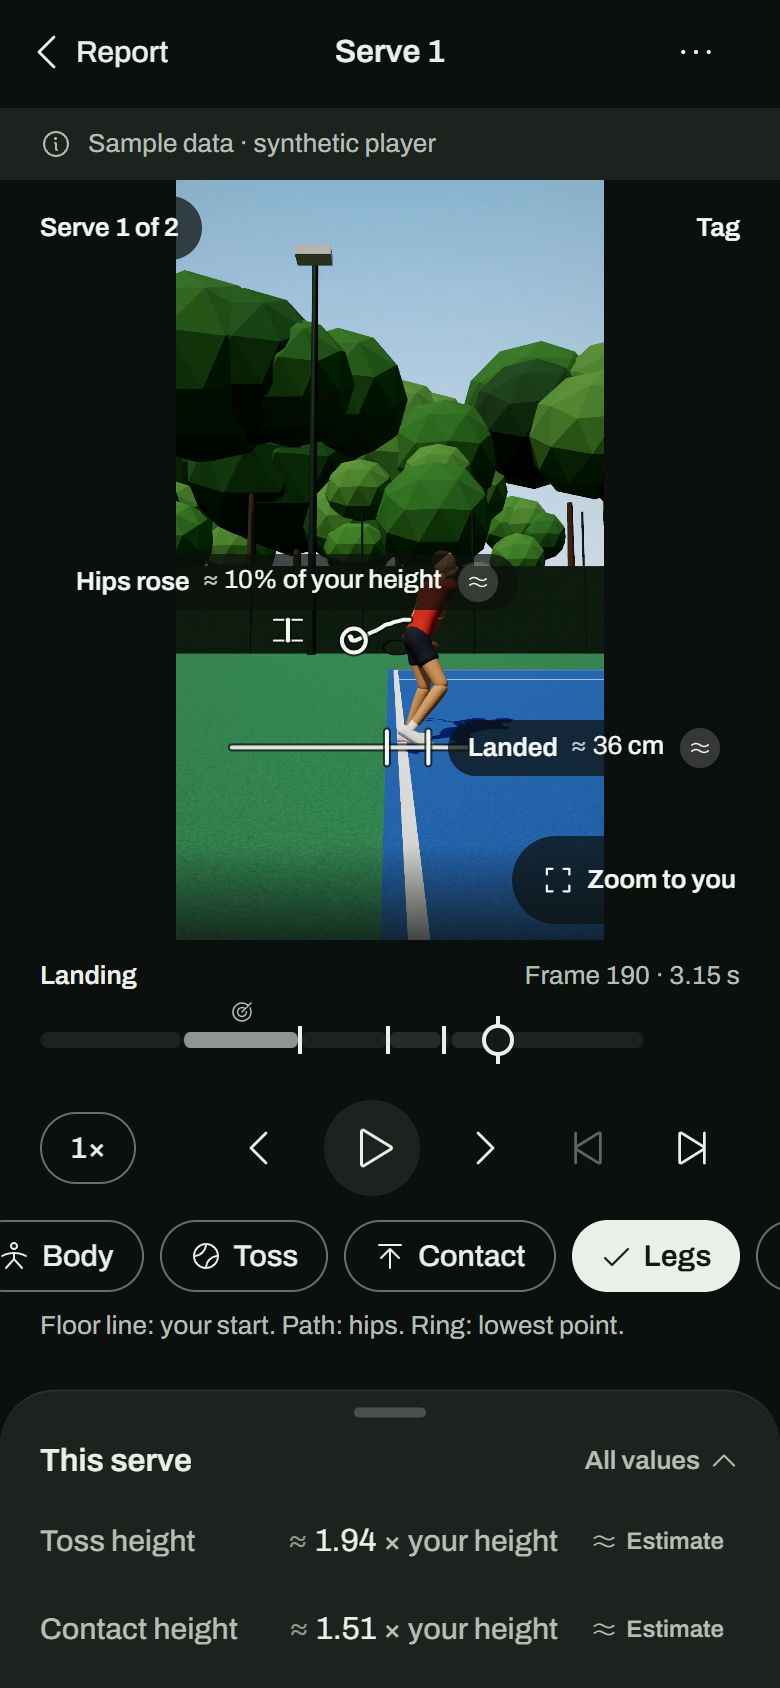 Report
Serve 1
Sample data · synthetic player
Serve 1 of 2
Tag
Hips rose ≈ 10% of your height ≈
Landed ≈ 36 cm ≈
Zoom to you
Landing
Frame 190 · 3.15 s
1×
Body
Toss
Contact
Legs
Floor line: your start. Path: hips. Ring: lowest point.
This serve
All values
Toss height ≈ 1.94 × your height ≈ Estimate
Contact height ≈ 1.51 × your height ≈ Estimate